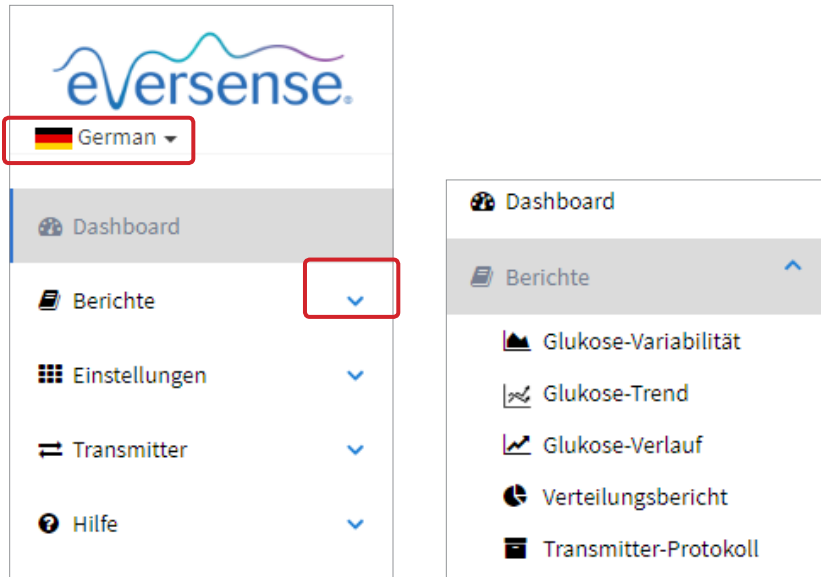 eversense.
German
Dashboard
Berichte
Einstellungen
Transmitter
Hilfe
Dashboard
Berichte
Glukose-Variabilität
Glukose-Trend
Glukose-Verlauf
Verteilungsbericht
Transmitter-Protokoll